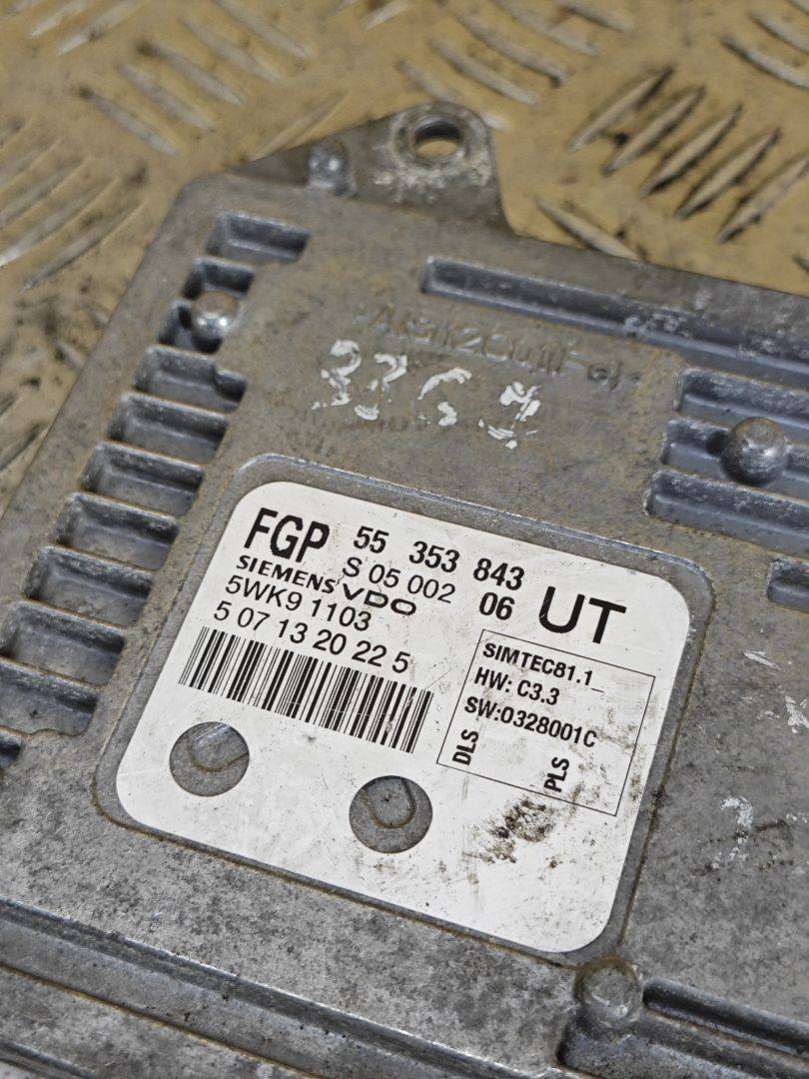 3361
FGP 55 353 843
S 05 002 06 UT
SIEMENS VDO
5WK9 1103
5 07 13 20 22 5
SIMTEC81.1
HW: C3.3
SW:0328001C
DLS PLS